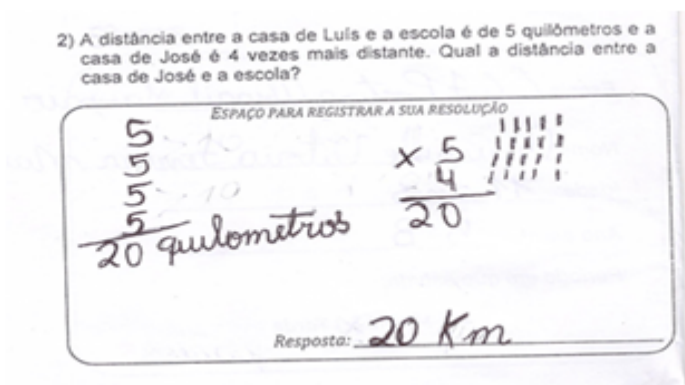 2) A distância entre a casa de Luís e a escola é de 5 quilômetros e a
casa de José é 4 vezes mais distante. Qual a distância entre a
casa de José e a escola?
ESPAÇO PARA REGISTRAR A SUA RESOLUÇÃO
5
5
5
5
20 quilometros
× 5
4
20
Resposta: 20 Km